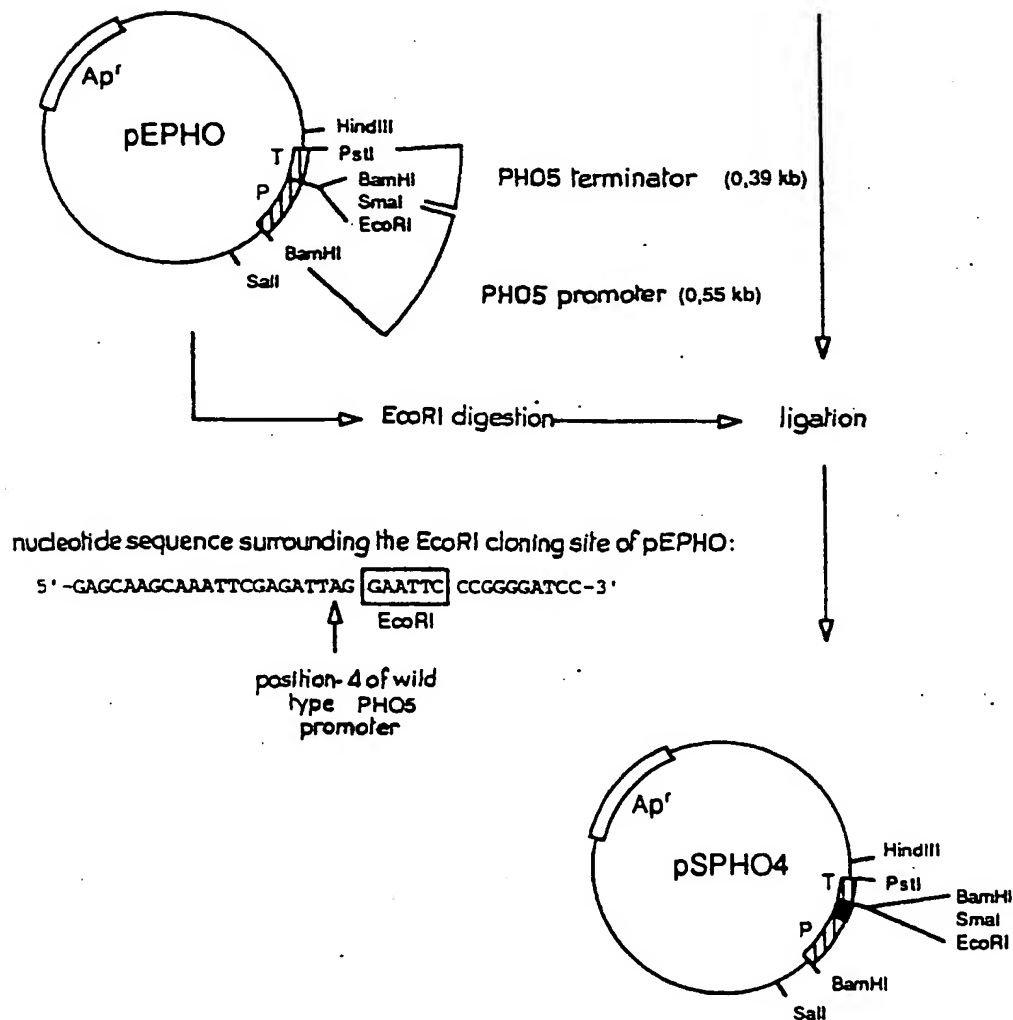 Apʳ
pEPHO
HindIII
T
PstI
BamHI
P
SmaI
EcoRI
BamHI
SalI
PHO5 terminator (0,39 kb)
PHO5 promoter (0,55 kb)
EcoRI digestion
ligation
nucleotide sequence surrounding the EcoRI cloning site of pEPHO:
5'-GAGCAAGCAAATTCGAGATTAG GAATTC CCGGGGATCC-3'
EcoRI
position-4 of wild
type PHO5
promoter
Apʳ
pSPHO4
HindIII
T
PstI
BamHI
SmaI
P
EcoRI
BamHI
SalI